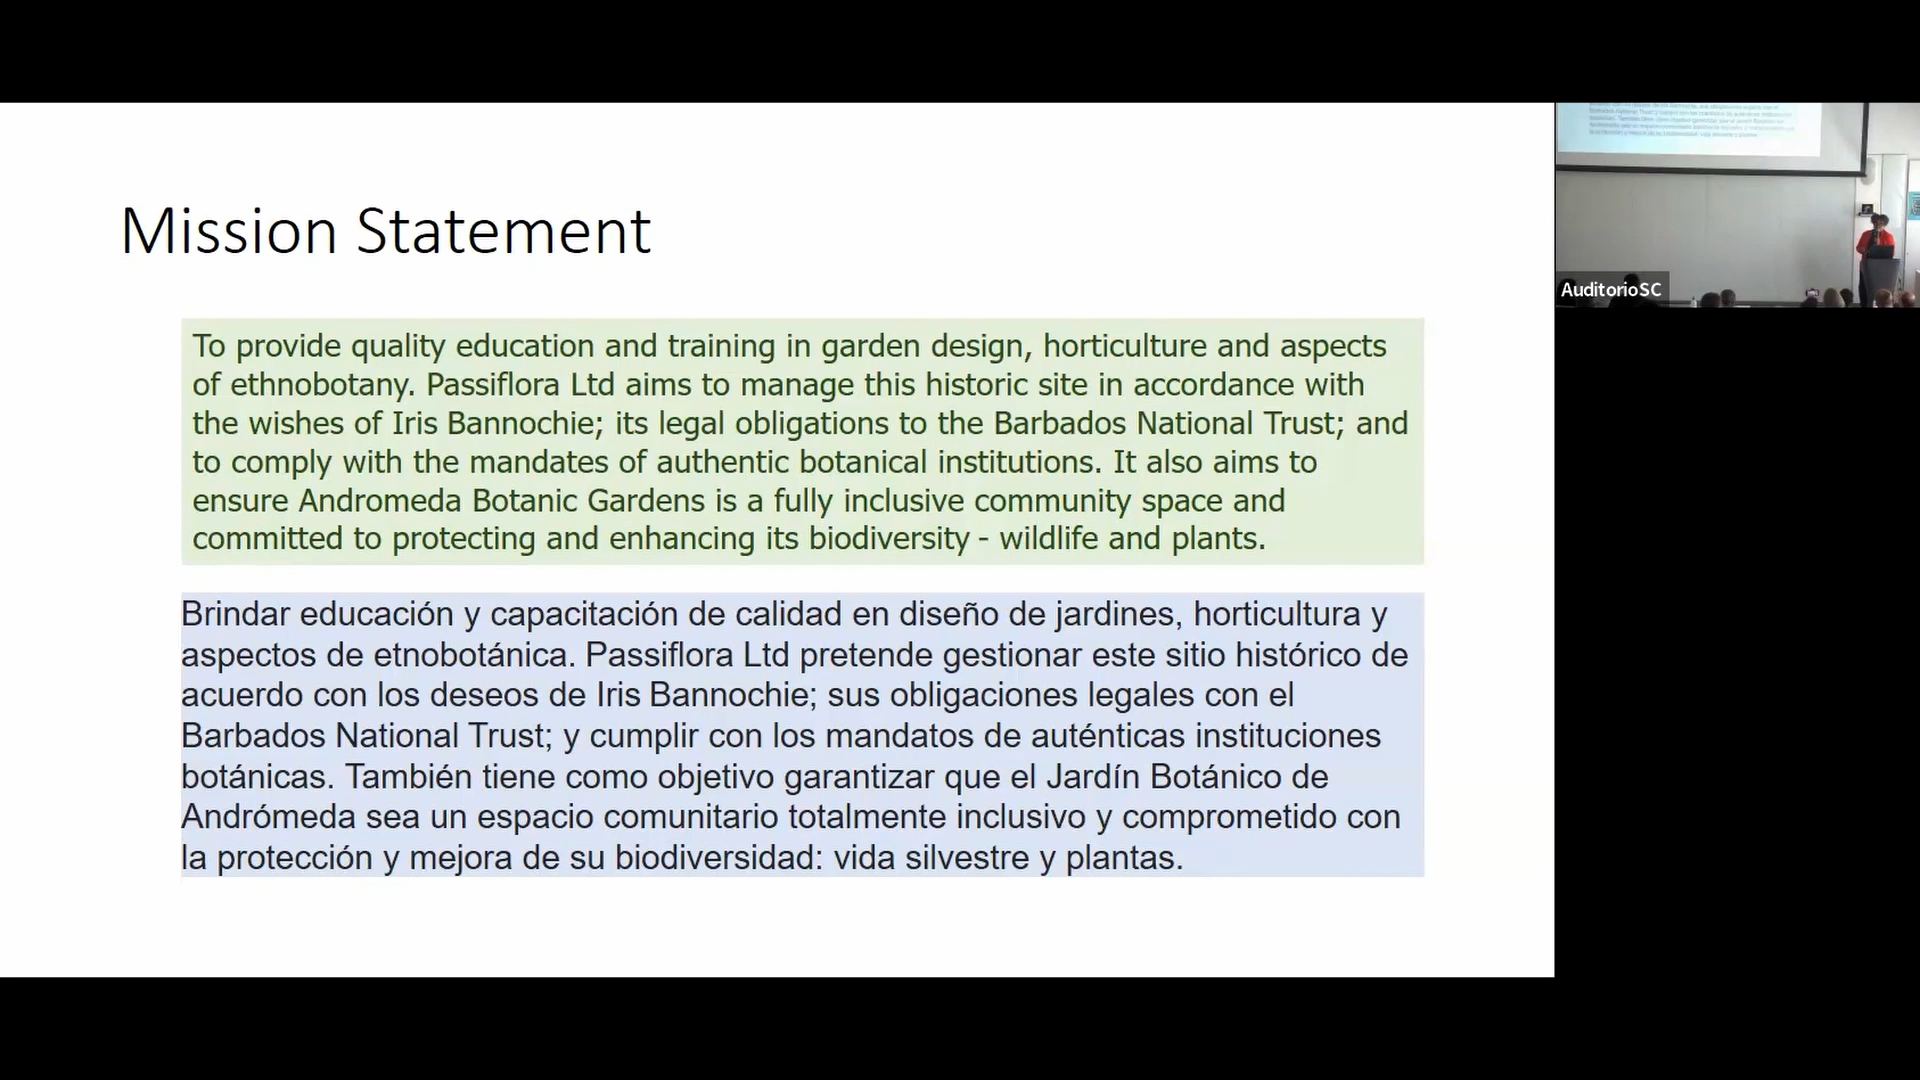 Mission Statement
To provide quality education and training in garden design, horticulture and aspects
of ethnobotany. Passiflora Ltd aims to manage this historic site in accordance with
the wishes of Iris Bannochie; its legal obligations to the Barbados National Trust; and
to comply with the mandates of authentic botanical institutions. It also aims to
ensure Andromeda Botanic Gardens is a fully inclusive community space and
committed to protecting and enhancing its biodiversity - wildlife and plants.
Brindar educación y capacitación de calidad en diseño de jardines, horticultura y
aspectos de etnobotánica. Passiflora Ltd pretende gestionar este sitio histórico de
acuerdo con los deseos de Iris Bannochie; sus obligaciones legales con el
Barbados National Trust; y cumplir con los mandatos de auténticas instituciones
botánicas. También tiene como objetivo garantizar que el Jardín Botánico de
Andrómeda sea un espacio comunitario totalmente inclusivo y comprometido con
la protección y mejora de su biodiversidad: vida silvestre y plantas.
AuditorioSC